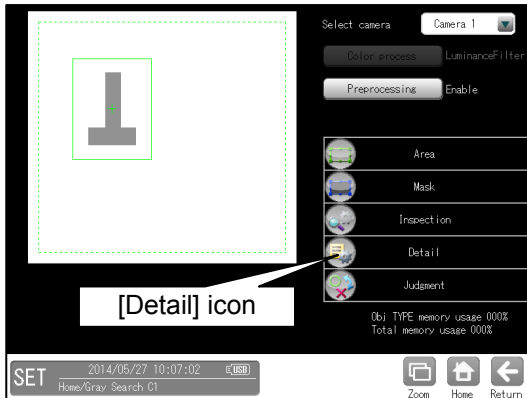 Select camera
Camera 1
Color process
LuminanceFilter
Preprocessing
Enable
Area
Mask
Inspection
Detail
Judgment
[Detail] icon
Obj TYPE memory usage 000%
Total memory usage 000%
SET
2014/05/27 10:07:02
USB
Home/Gray Search C1
Zoom
Home
Return